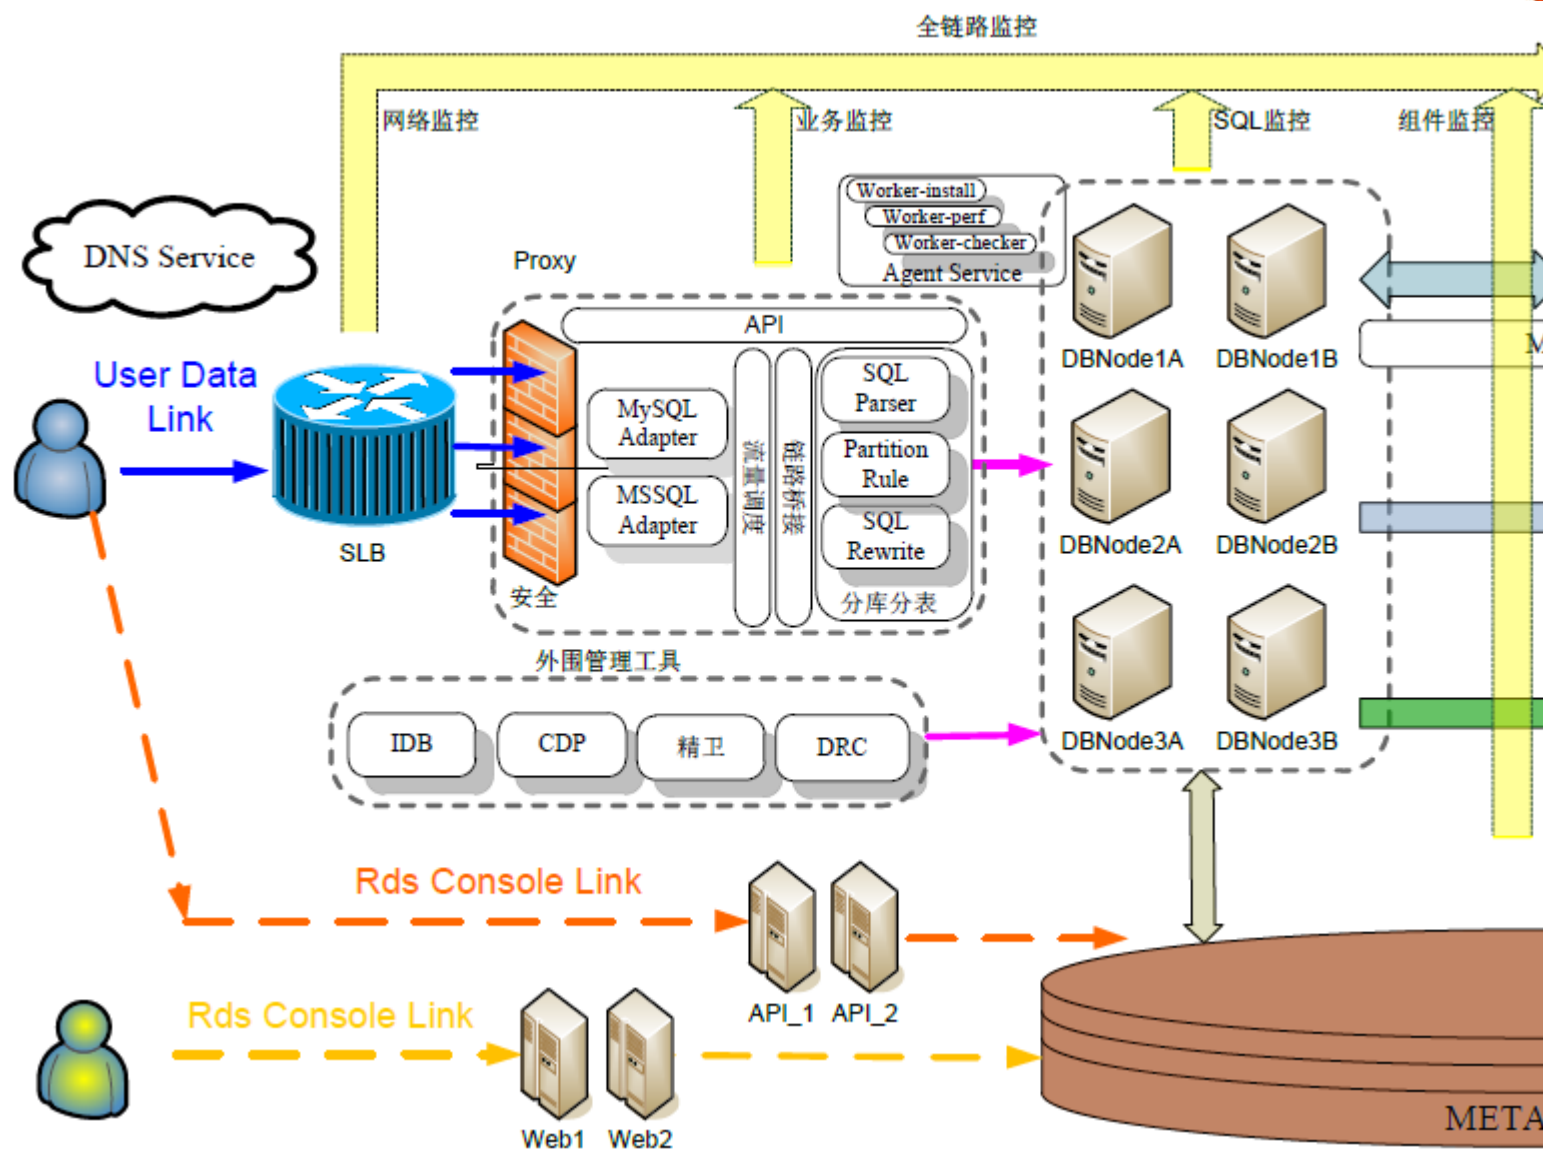 全链路监控
网络监控
业务监控
SQL监控
组件监控
Worker-install
Worker-perf
Worker-checker
Agent Service
DNS Service
Proxy
API
User Data
Link
SLB
安全
MySQL
Adapter
MSSQL
Adapter
流量调度
链路桥接
SQL
Parser
Partition
Rule
SQL
Rewrite
分库分表
DBNode1A
DBNode1B
DBNode2A
DBNode2B
DBNode3A
DBNode3B
M
外围管理工具
IDB
CDP
精卫
DRC
Rds Console Link
API_1
API_2
Rds Console Link
Web1
Web2
META